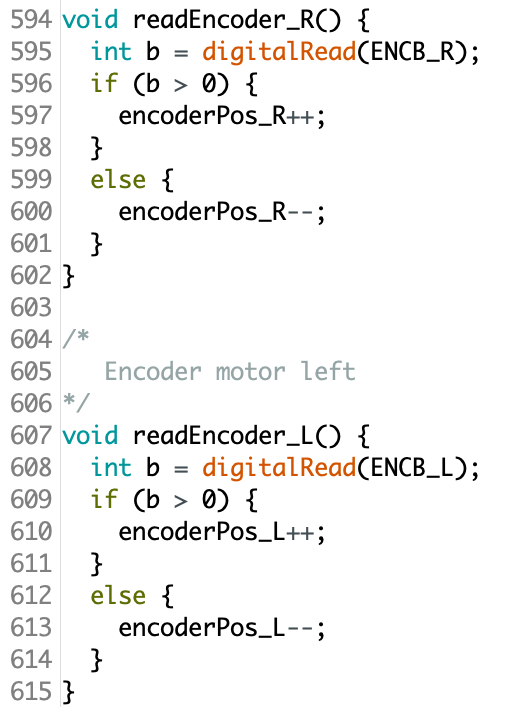 594 void readEncoder_R() {
595   int b = digitalRead(ENCB_R);
596   if (b > 0) {
597     encoderPos_R++;
598   }
599   else {
600     encoderPos_R--;
601   }
602 }
603
604 /*
605    Encoder motor left
606 */
607 void readEncoder_L() {
608   int b = digitalRead(ENCB_L);
609   if (b > 0) {
610     encoderPos_L++;
611   }
612   else {
613     encoderPos_L--;
614   }
615 }